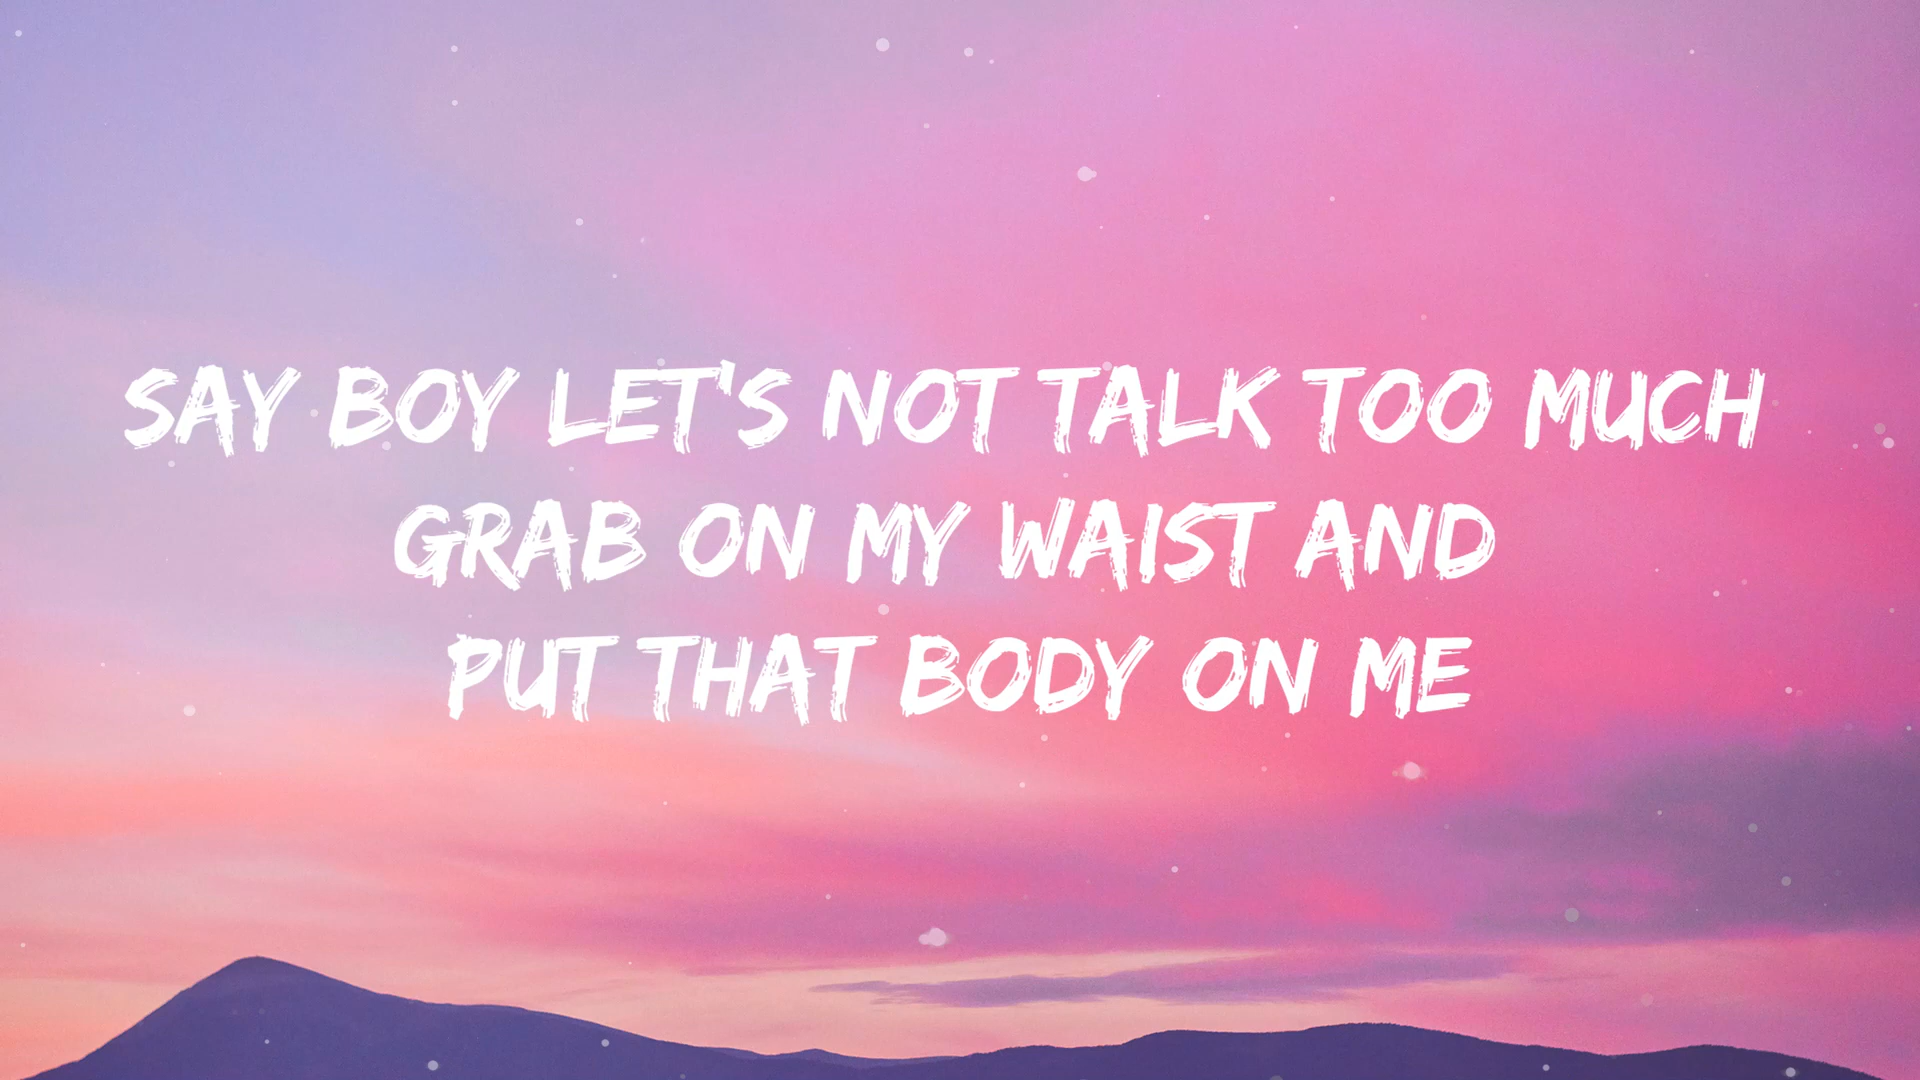 SAY BOY LET'S NOT TALK TOO MUCH
GRAB ON MY WAIST AND
PUT THAT BODY ON ME